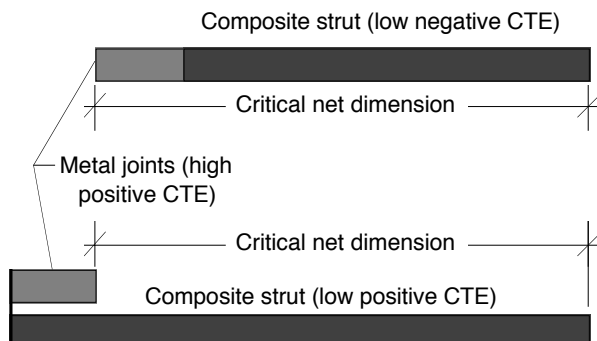 Composite strut (low negative CTE)
Critical net dimension
Metal joints (high
positive CTE)
Critical net dimension
Composite strut (low positive CTE)